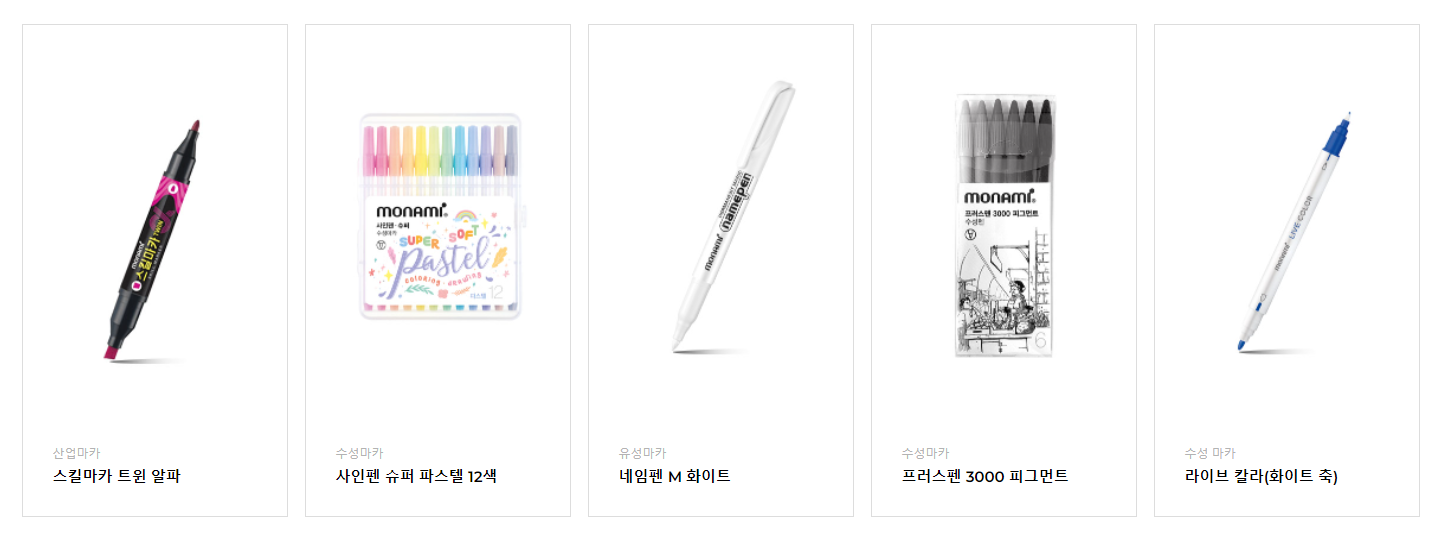 monami 스킬마카 TWIN
monami
사인펜·슈퍼
수성마카
SUPER SOFT
pastel
coloring · drawing
파스텔 12
monami namepen
PERMANENT MARKER
monami
프러스펜 3000 피그먼트
수성펜
6
monami LIVE COLOR
산업마카
스킬마카 트윈 알파
수성마카
사인펜 슈퍼 파스텔 12색
유성마카
네임펜 M 화이트
수성마카
프러스펜 3000 피그먼트
수성 마카
라이브 칼라(화이트 축)